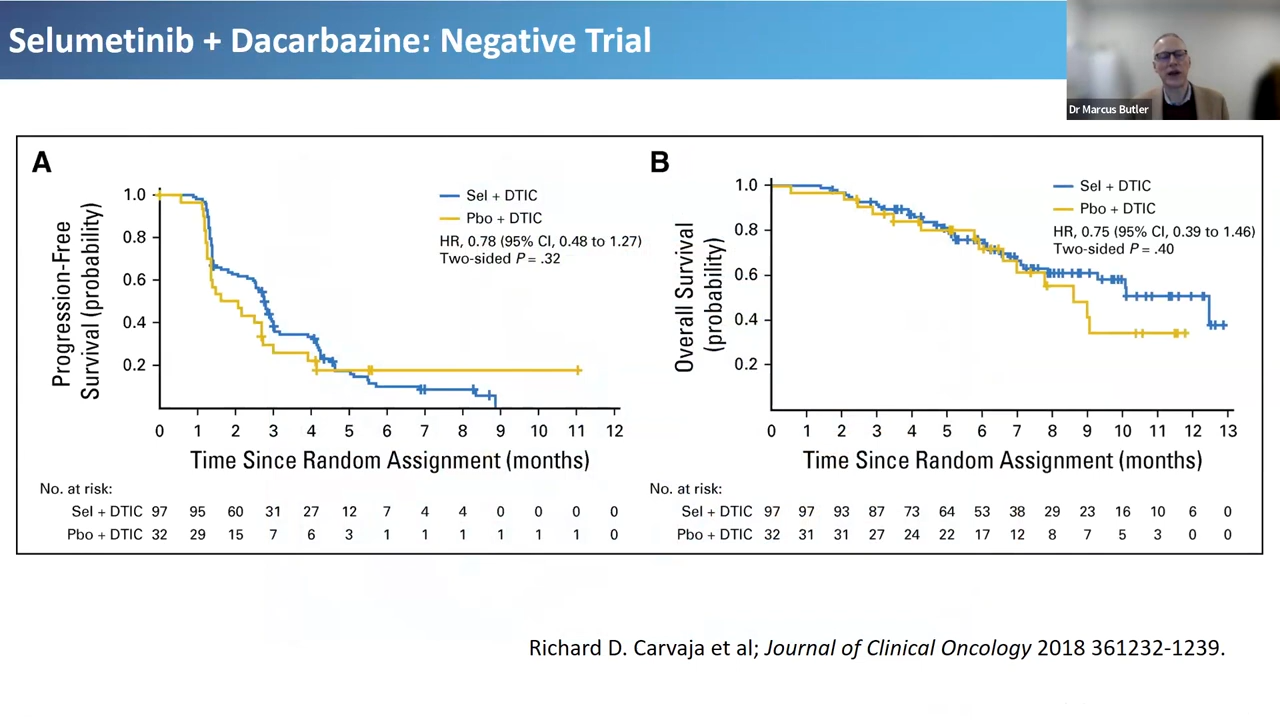 Selumetinib + Dacarbazine: Negative Trial
Dr Marcus Butler
A
Progression-Free
Survival (probability)
1.0
0.8
0.6
0.4
0.2
Sel + DTIC
Pbo + DTIC
HR, 0.78 (95% CI, 0.48 to 1.27)
Two-sided P = .32
0 1 2 3 4 5 6 7 8 9 10 11 12
Time Since Random Assignment (months)
No. at risk:
Sel + DTIC 97 95 60 31 27 12 7 4 4 0 0 0 0
Pbo + DTIC 32 29 15 7 6 3 1 1 1 1 1 1 0
B
Overall Survival
(probability)
1.0
0.8
0.6
0.4
0.2
Sel + DTIC
Pbo + DTIC
HR, 0.75 (95% CI, 0.39 to 1.46)
Two-sided P = .40
0 1 2 3 4 5 6 7 8 9 10 11 12 13
Time Since Random Assignment (months)
No. at risk:
Sel + DTIC 97 97 93 87 73 64 53 38 29 23 16 10 6 0
Pbo + DTIC 32 31 31 27 24 22 17 12 8 7 5 3 0 0
Richard D. Carvaja et al; Journal of Clinical Oncology 2018 361232-1239.